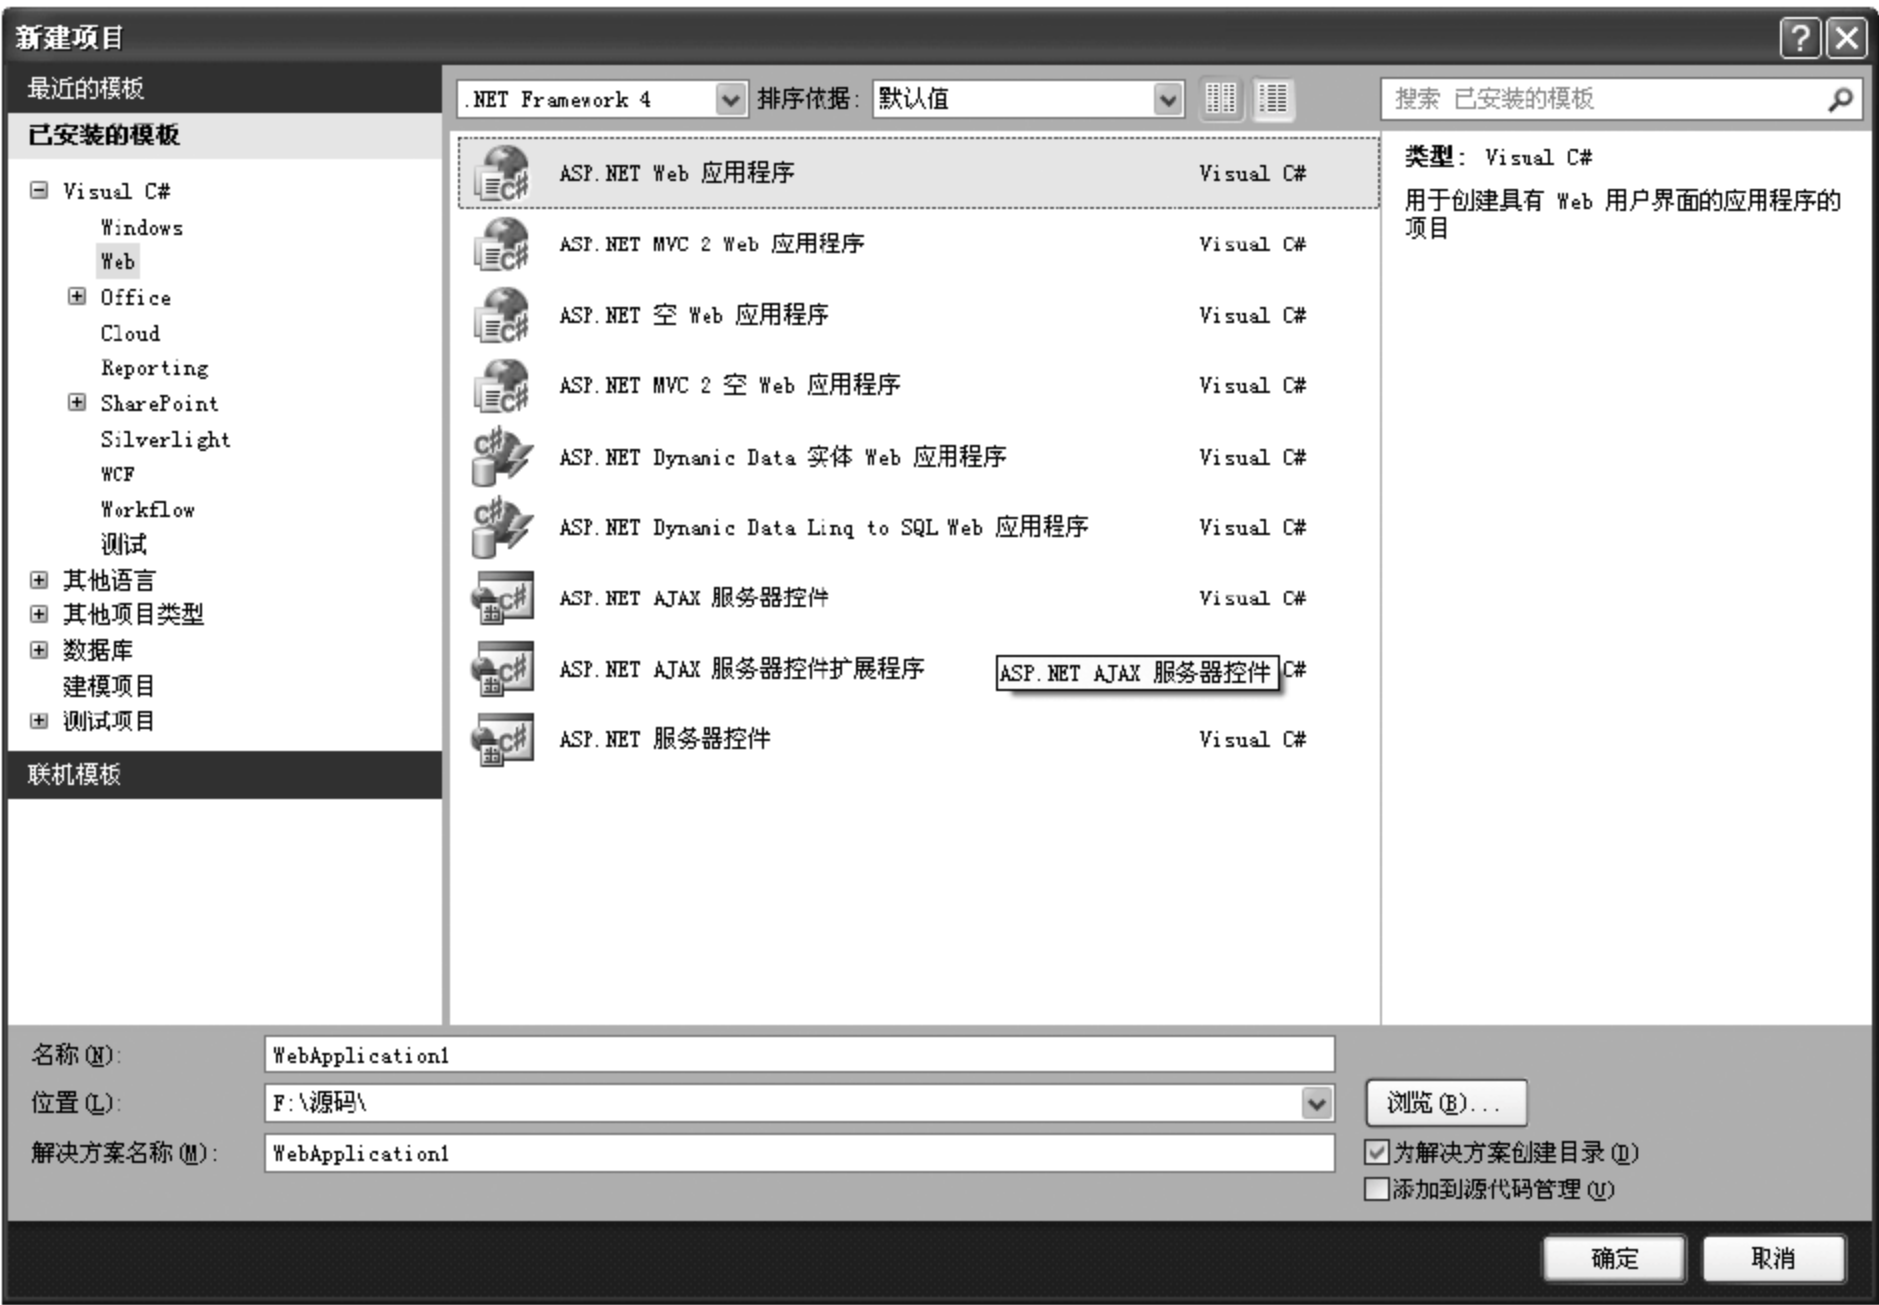 新建项目
最近的模板
已安装的模板
Visual C#
Windows
Web
Office
Cloud
Reporting
SharePoint
Silverlight
WCF
Workflow
测试
其他语言
其他项目类型
数据库
建模项目
测试项目
联机模板
.NET Framework 4 排序依据: 默认值
搜索 已安装的模板
ASP.NET Web 应用程序 Visual C#
ASP.NET MVC 2 Web 应用程序 Visual C#
ASP.NET 空 Web 应用程序 Visual C#
ASP.NET MVC 2 空 Web 应用程序 Visual C#
ASP.NET Dynamic Data 实体 Web 应用程序 Visual C#
ASP.NET Dynamic Data Linq to SQL Web 应用程序 Visual C#
ASP.NET AJAX 服务器控件 Visual C#
ASP.NET AJAX 服务器控件扩展程序 ASP.NET AJAX 服务器控件 C#
ASP.NET 服务器控件 Visual C#
类型: Visual C#
用于创建具有 Web 用户界面的应用程序的
项目
名称(N): WebApplication1
位置(L): F:\源码\ 浏览(B)...
解决方案名称(M): WebApplication1 为解决方案创建目录(D)
添加到源代码管理(U)
确定 取消